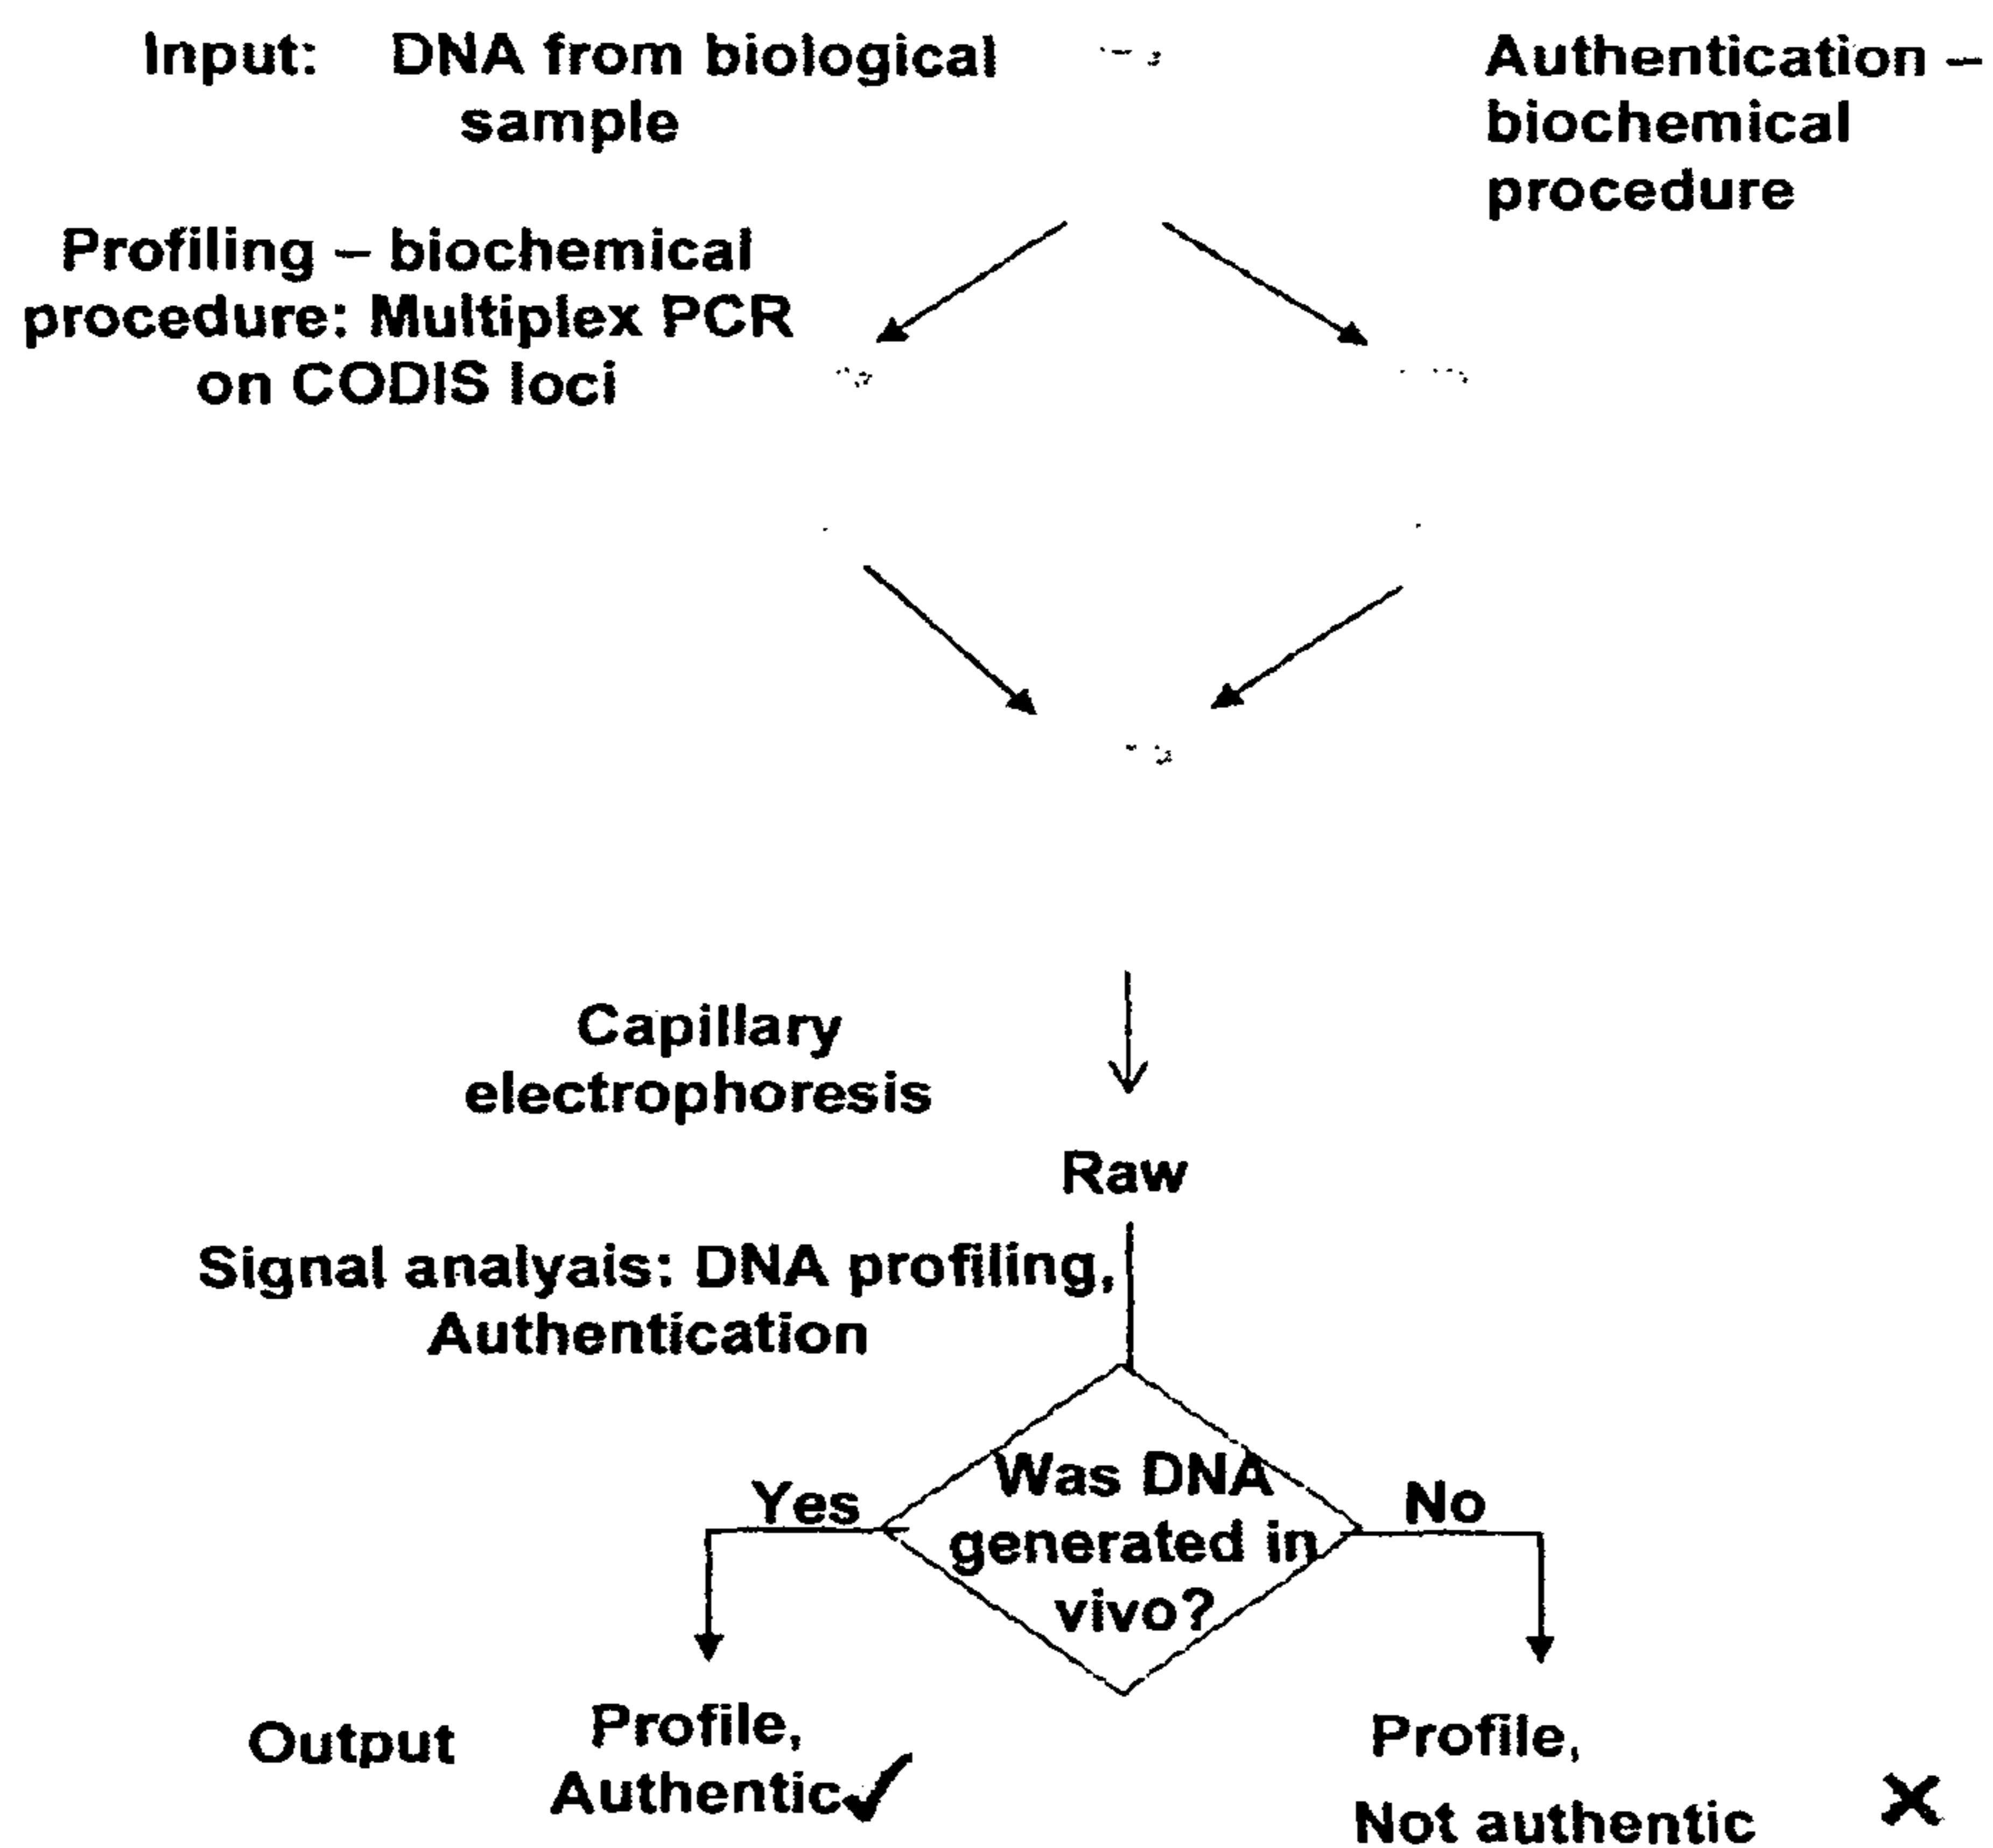 Input: DNA from biological
sample
Authentication –
biochemical
procedure
Profiling – biochemical
procedure: Multiplex PCR
on CODIS loci
Capillary
electrophoresis
Raw
Signal analyais: DNA profiling,
Authentication
Was DNA
generated in
vivo?
Yes
No
Output
Profile,
Authentic
Profile,
Not authentic